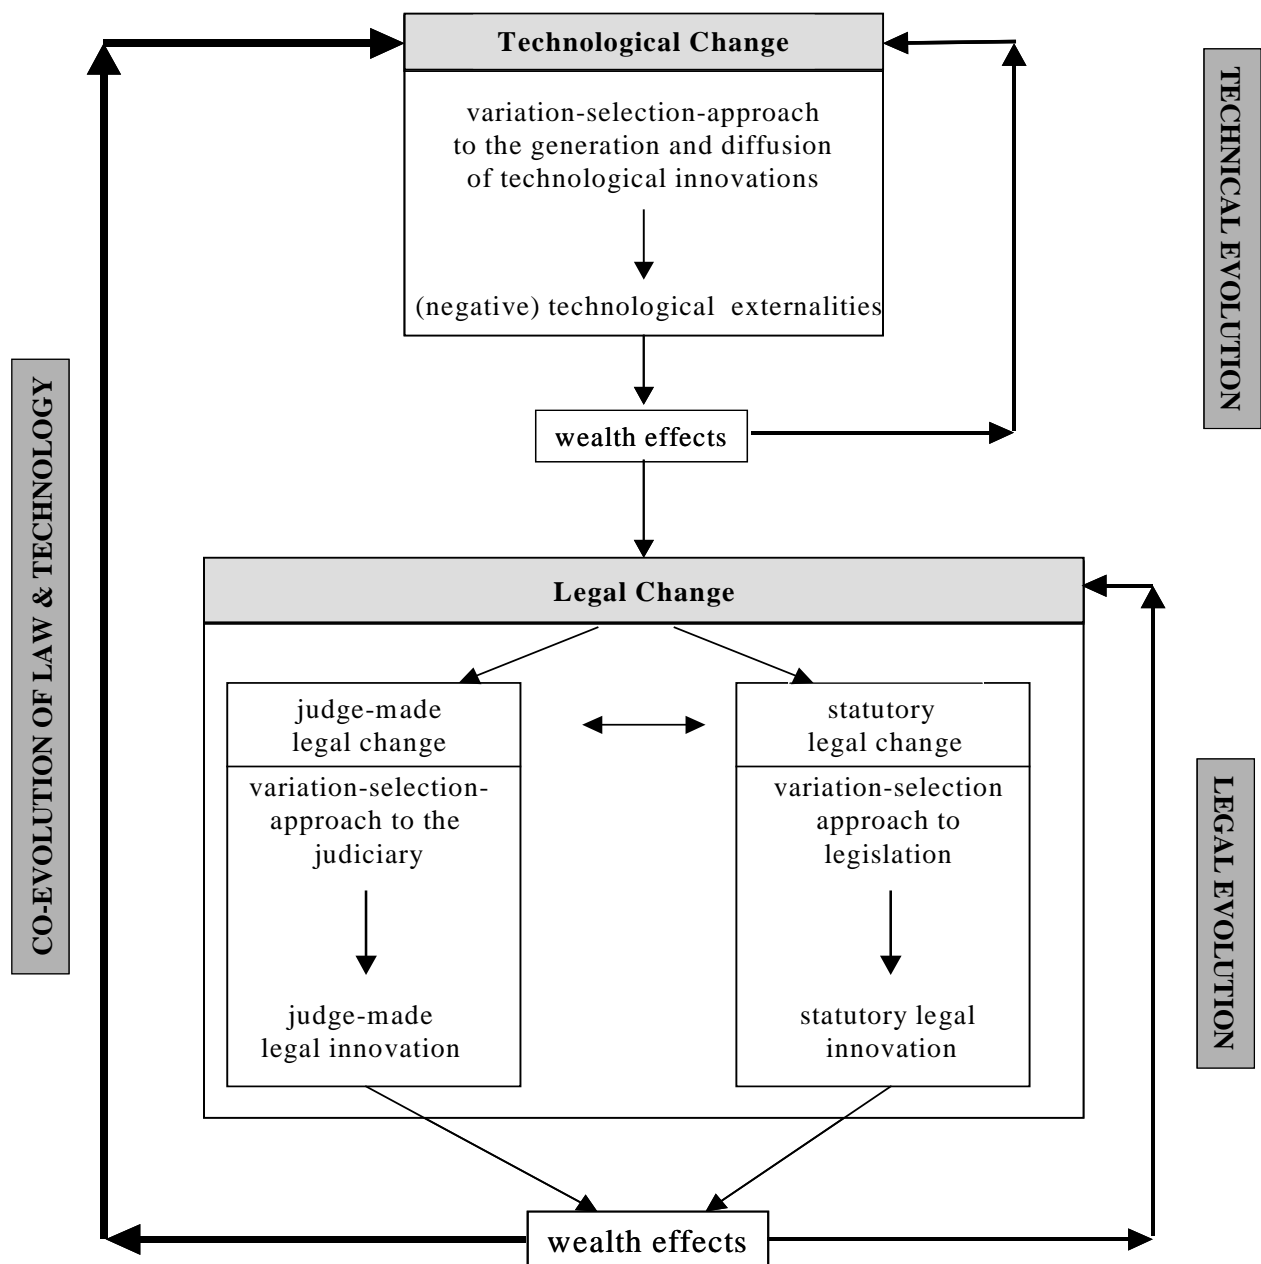 Technological Change
variation-selection-approach
to the generation and diffusion
of technological innovations
(negative) technological externalities
wealth effects
TECHNICAL EVOLUTION
CO-EVOLUTION OF LAW & TECHNOLOGY
Legal Change
judge-made
legal change
variation-selection-
approach to the
judiciary
judge-made
legal innovation
statutory
legal change
variation-selection
approach to
legislation
statutory legal
innovation
LEGAL EVOLUTION
wealth effects